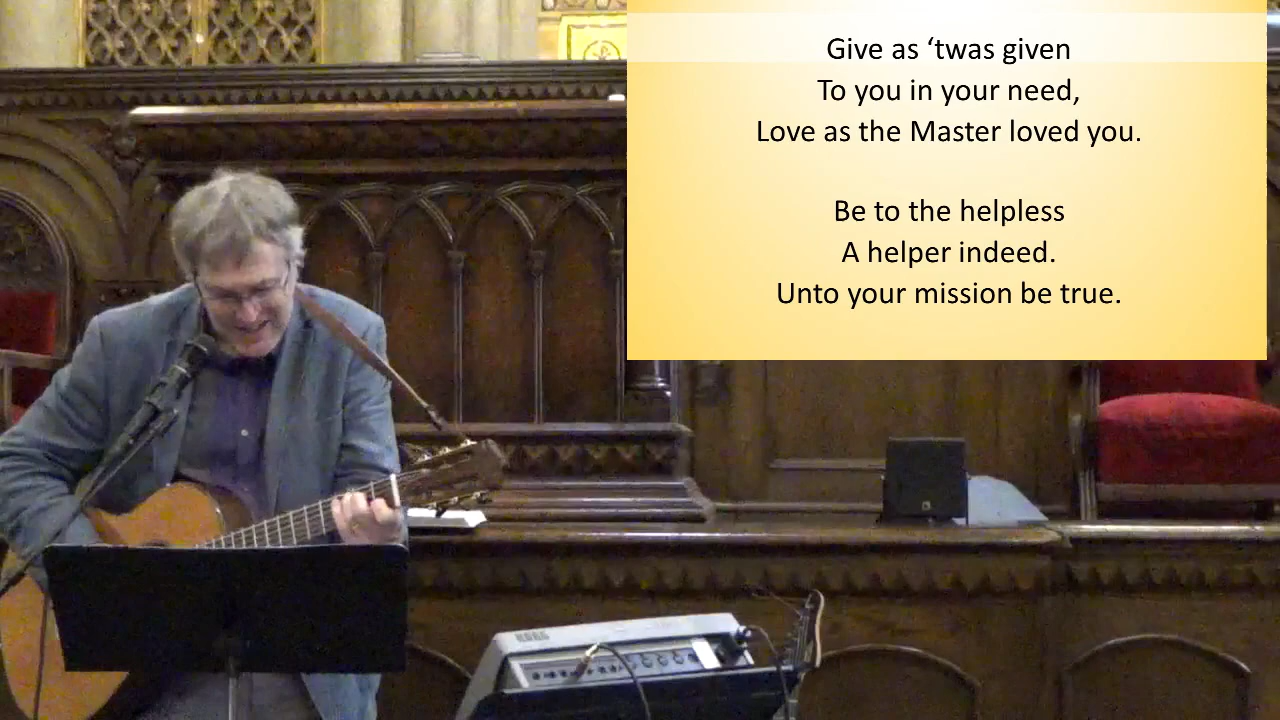 Give as ‘twas given
To you in your need,
Love as the Master loved you.
Be to the helpless
A helper indeed.
Unto your mission be true.
KORG